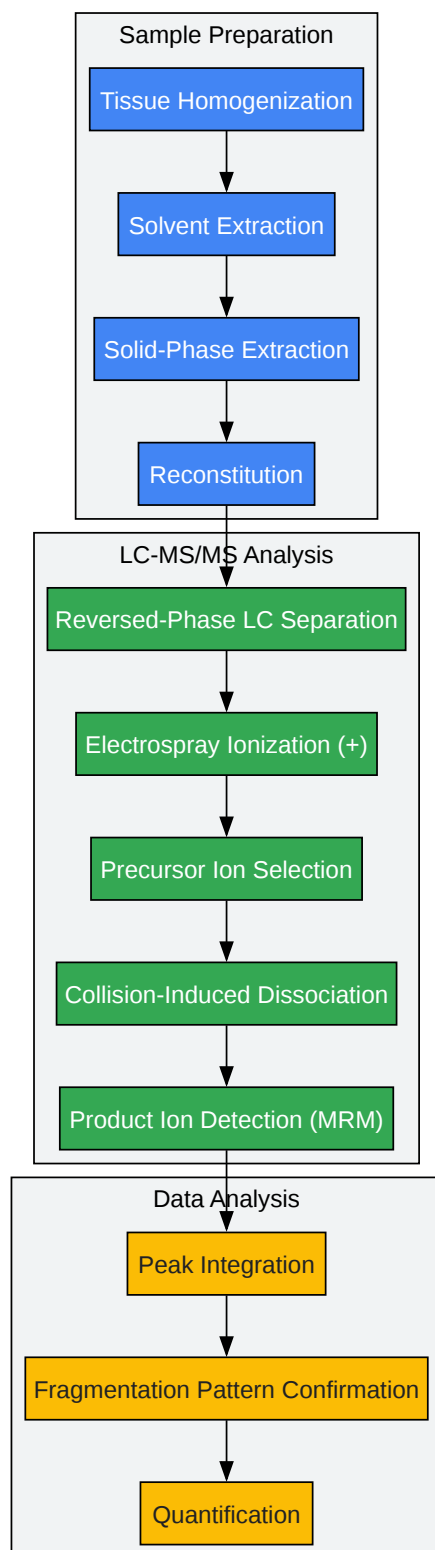 Sample Preparation
Tissue Homogenization
Solvent Extraction
Solid-Phase Extraction
Reconstitution
LC-MS/MS Analysis
Reversed-Phase LC Separation
Electrospray Ionization (+)
Precursor Ion Selection
Collision-Induced Dissociation
Product Ion Detection (MRM)
Data Analysis
Peak Integration
Fragmentation Pattern Confirmation
Quantification